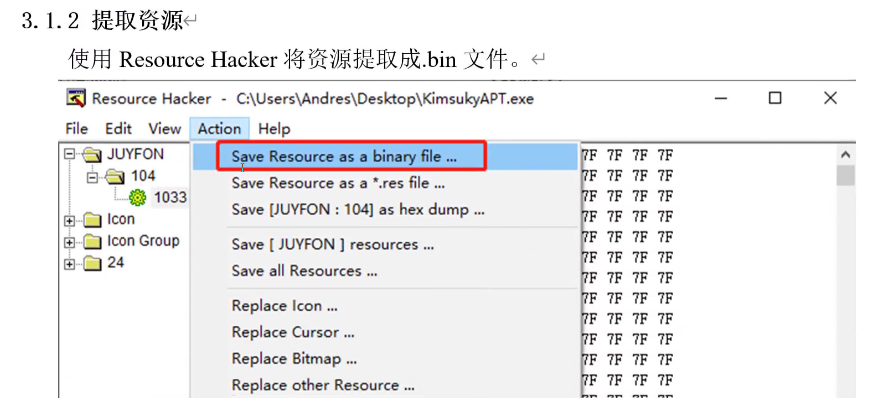 3.1.2 提取资源
使用 Resource Hacker 将资源提取成.bin 文件。
Resource Hacker - C:\Users\Andres\Desktop\KimsukyAPT.exe
File Edit View Action Help
JUYFON
104
1033
Icon
Icon Group
24
Save Resource as a binary file ...
Save Resource as a *.res file ...
Save [JUYFON : 104] as hex dump ...
Save [ JUYFON ] resources ...
Save all Resources ...
Replace Icon ...
Replace Cursor ...
Replace Bitmap ...
Replace other Resource ...
7F 7F 7F 7F
7F 7F 7F 7F
7F 7F 7F 7F
7F 7F 7F 7F
7F 7F 7F 7F
7F 7F 7F 7F
7F 7F 7F 7F
7F 7F 7F 7F
7F 7F 7F 7F
7F 7F 7F 7F
7F 7F 7F 7F
7F 7F 7F 7F